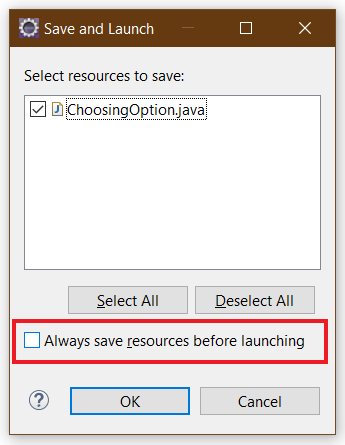 Save and Launch
Select resources to save:
ChoosingOption.java
Select All
Deselect All
Always save resources before launching
OK
Cancel